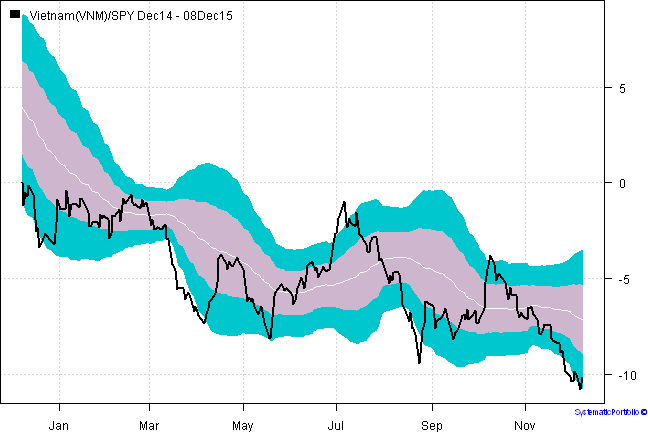 Vietnam(VNM)/SPY Dec14 - 08Dec15
5
0
-5
-10
Jan Mar May Jul Sep Nov
SystematicPortfolio ©